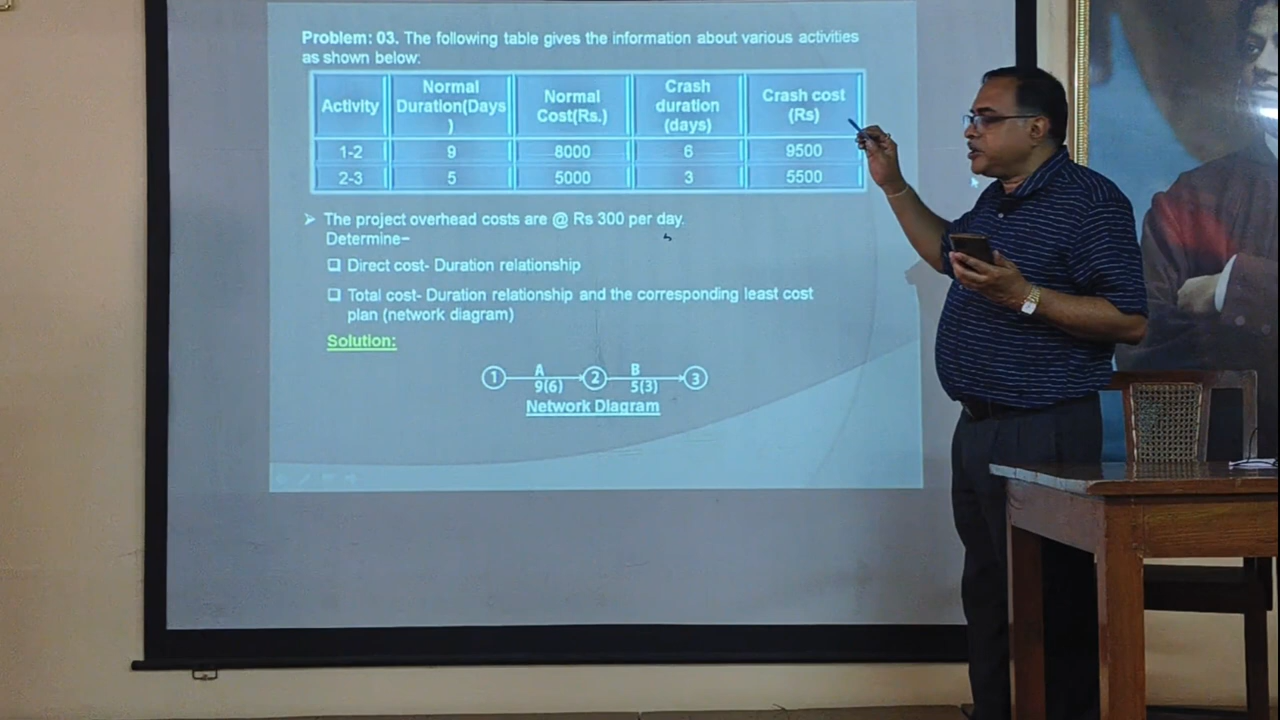 Problem: 03. The following table gives the information about various activities
as shown below:
Activity Normal Duration(Days) Normal Cost(Rs.) Crash duration (days) Crash cost (Rs)
1-2 9 8000 6 9500
2-3 5 5000 3 5500
The project overhead costs are @ Rs 300 per day.
Determine–
Direct cost- Duration relationship
Total cost- Duration relationship and the corresponding least cost
plan (network diagram)
Solution:
1 A 9(6) 2 B 5(3) 3
Network Diagram